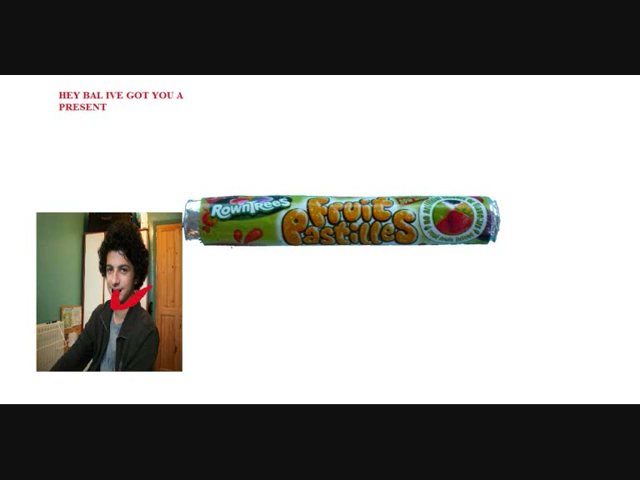 HEY BAL IVE GOT YOU A
PRESENT
ROWNTREES
Fruit
Pastilles